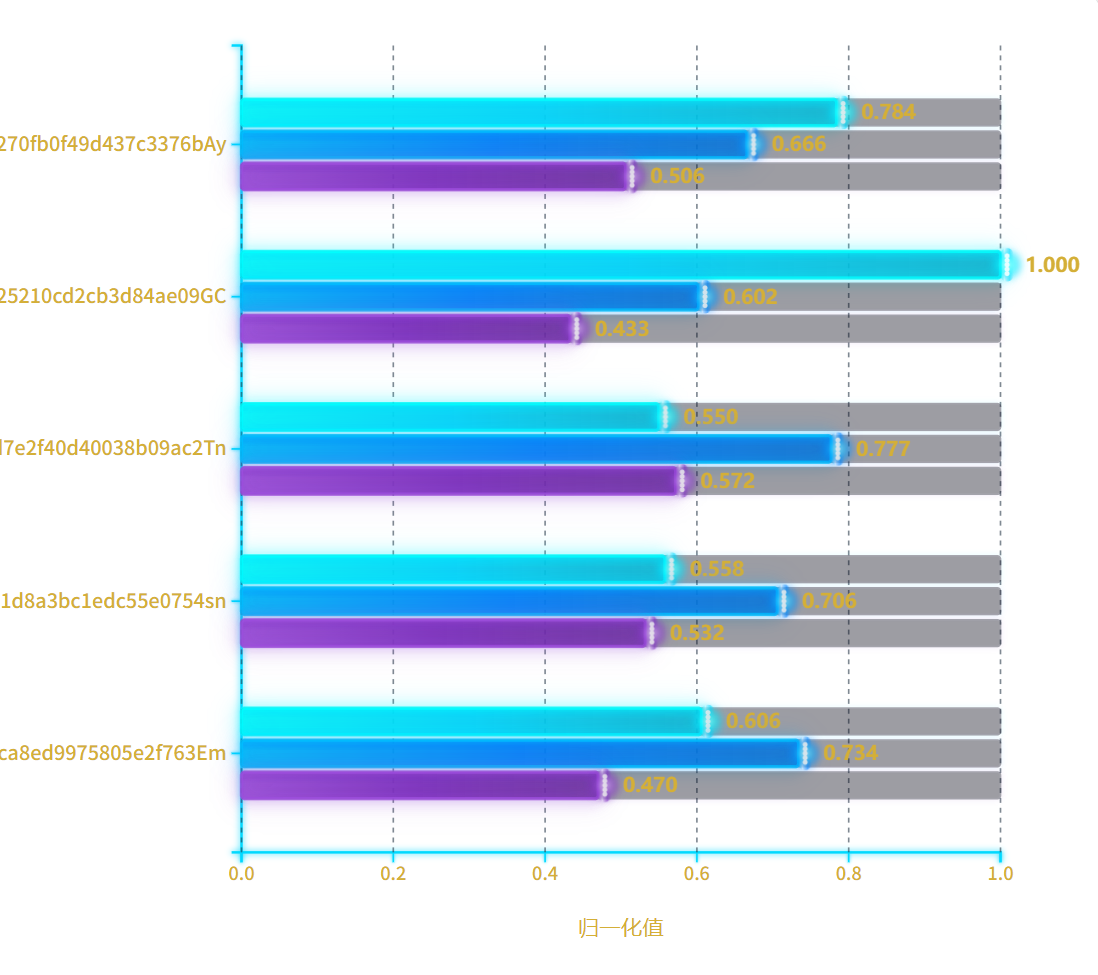 0.784
270fb0f49d437c3376bAy
0.666
0.506
1.000
25210cd2cb3d84ae09GC
0.602
0.433
0.550
d7e2f40d40038b09ac2Tn
0.777
0.572
0.558
1d8a3bc1edc55e0754sn
0.706
0.532
0.606
ca8ed9975805e2f763Em
0.734
0.470
0.0 0.2 0.4 0.6 0.8 1.0
归一化值